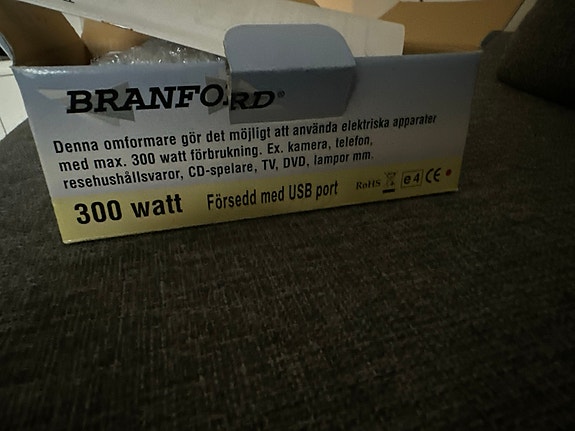 BRANFORD®
Denna omformare gör det möjligt att använda elektriska apparater
med max. 300 watt förbrukning. Ex. kamera, telefon,
resehushållsvaror, CD-spelare, TV, DVD, lampor mm.
300 watt Försedd med USB port RoHS e4 CE